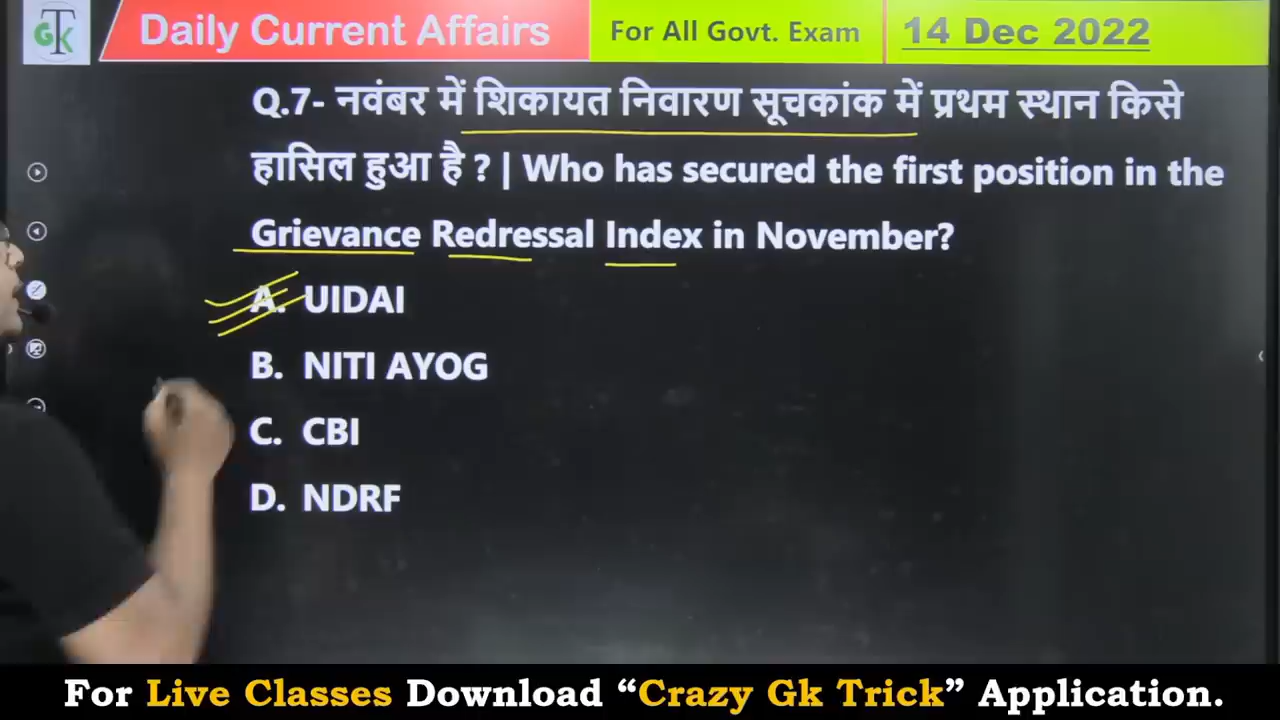 GTK
Daily Current Affairs
For All Govt. Exam
14 Dec 2022
Q.7- नवंबर में शिकायत निवारण सूचकांक में प्रथम स्थान किसे
हासिल हुआ है ? | Who has secured the first position in the
Grievance Redressal Index in November?
A. UIDAI
B. NITI AYOG
C. CBI
D. NDRF
For Live Classes Download “Crazy Gk Trick” Application.